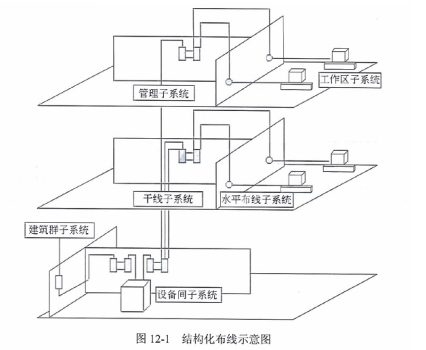 管理子系统
工作区子系统
干线子系统
水平布线子系统
建筑群子系统
设备间子系统
图 12-1 结构化布线示意图